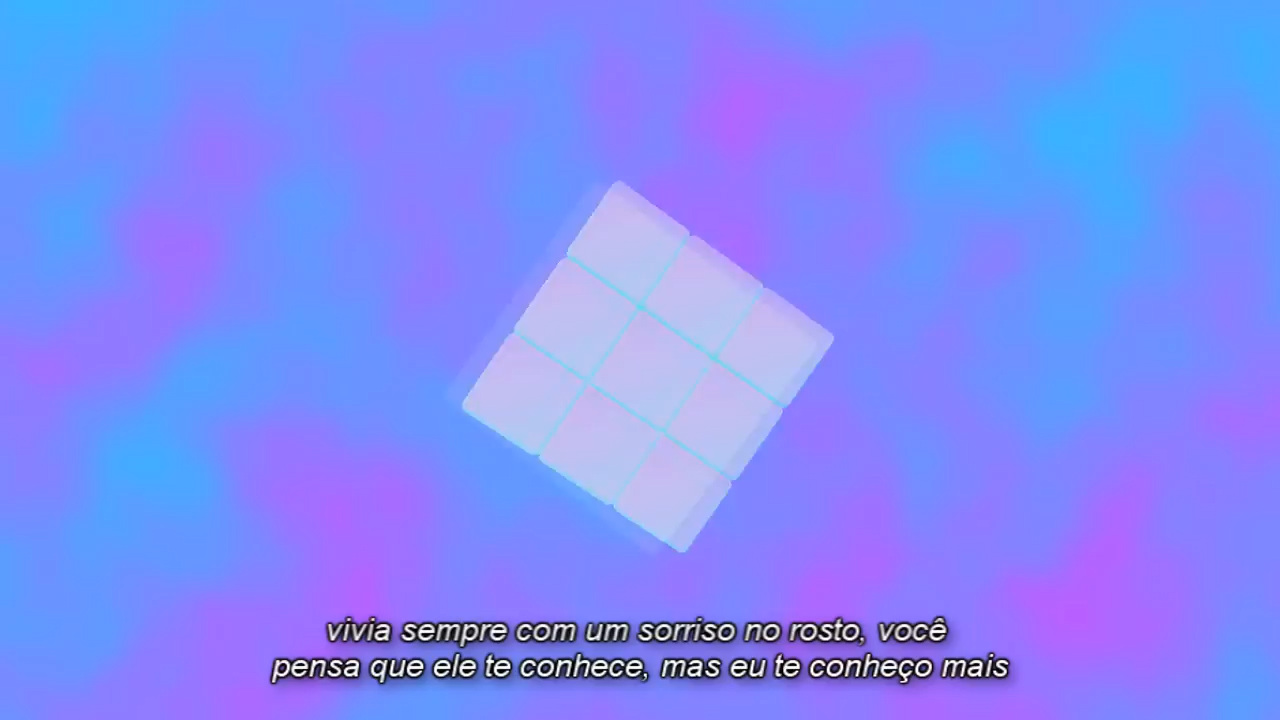 vivia sempre com um sorriso no rosto, você
pensa que ele te conhece, mas eu te conheço mais